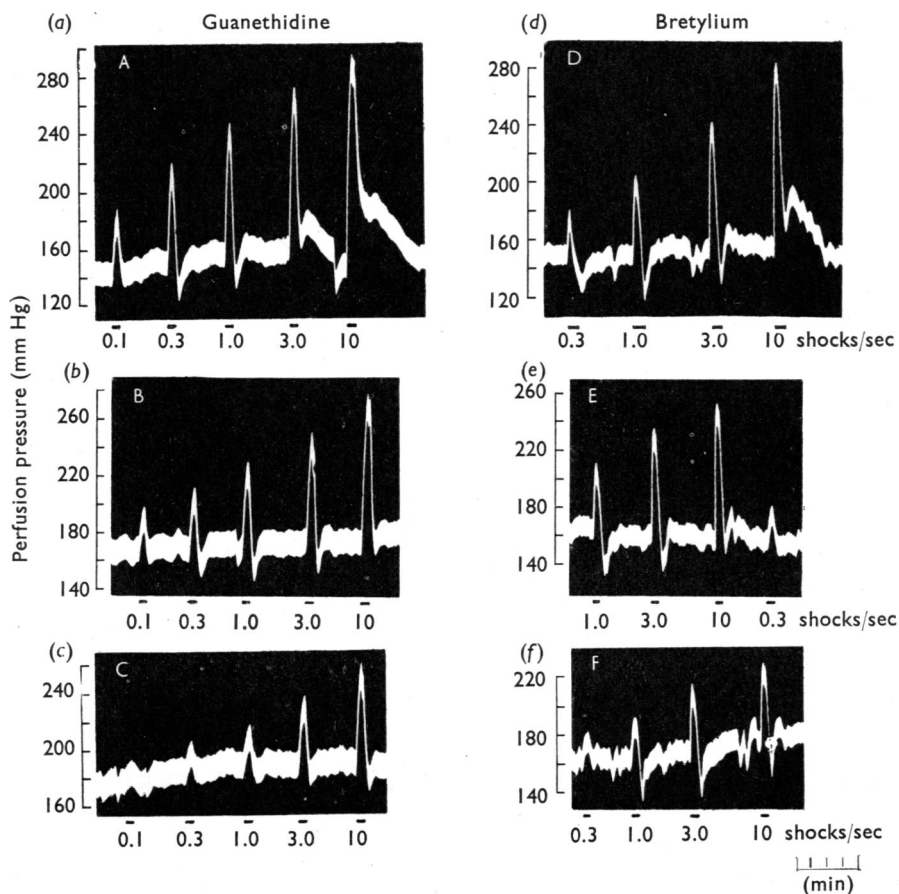 Guanethidine
Bretylium
Perfusion pressure (mm Hg)
(a)
A
280
240
200
160
120
0.1 0.3 1.0 3.0 10
(d)
D
280
240
200
160
120
0.3 1.0 3.0 10 shocks/sec
(b)
B
260
220
180
140
0.1 0.3 1.0 3.0 10
(e)
E
260
220
180
140
1.0 3.0 10 0.3 shocks/sec
(c)
C
240
200
160
0.1 0.3 1.0 3.0 10
(f)
F
220
180
140
0.3 1.0 3.0 10 shocks/sec
(min)